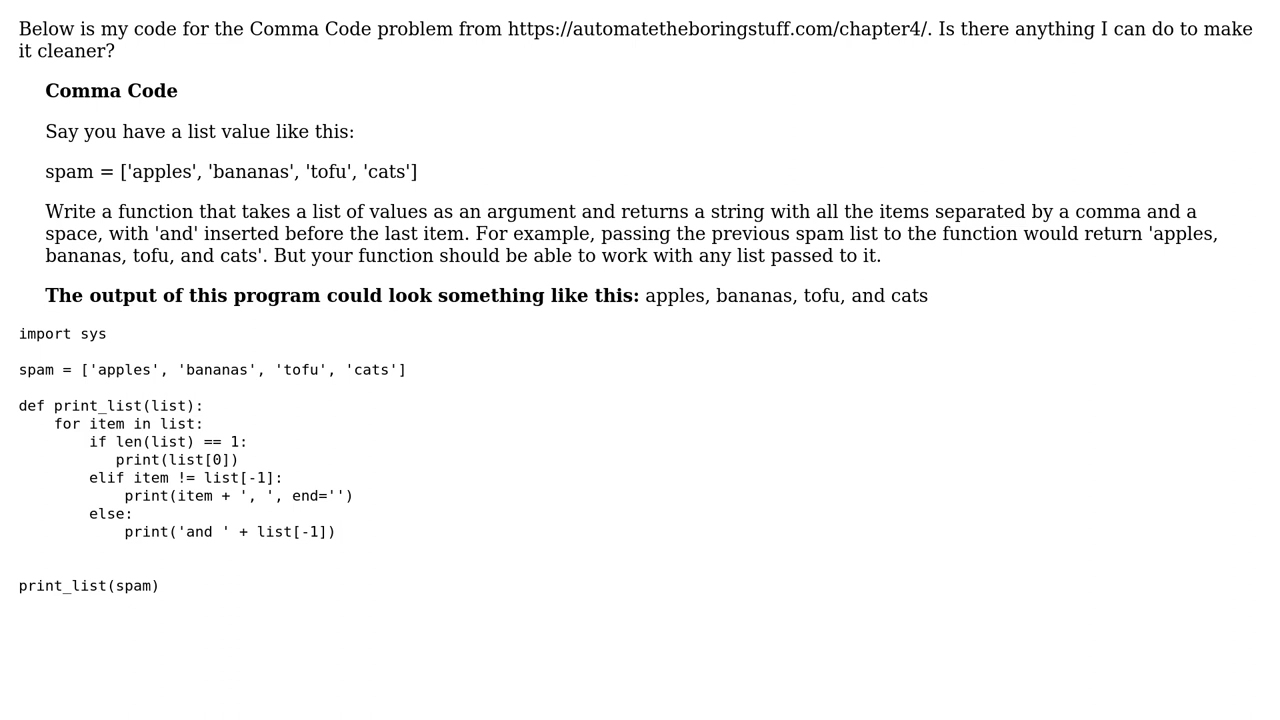 Below is my code for the Comma Code problem from https://automatetheboringstuff.com/chapter4/. Is there anything I can do to make
it cleaner?
Comma Code
Say you have a list value like this:
spam = ['apples', 'bananas', 'tofu', 'cats']
Write a function that takes a list of values as an argument and returns a string with all the items separated by a comma and a
space, with 'and' inserted before the last item. For example, passing the previous spam list to the function would return 'apples,
bananas, tofu, and cats'. But your function should be able to work with any list passed to it.
The output of this program could look something like this: apples, bananas, tofu, and cats
import sys
spam = ['apples', 'bananas', 'tofu', 'cats']
def print_list(list):
    for item in list:
        if len(list) == 1:
           print(list[0])
        elif item != list[-1]:
            print(item + ', ', end='')
        else:
            print('and ' + list[-1])
print_list(spam)